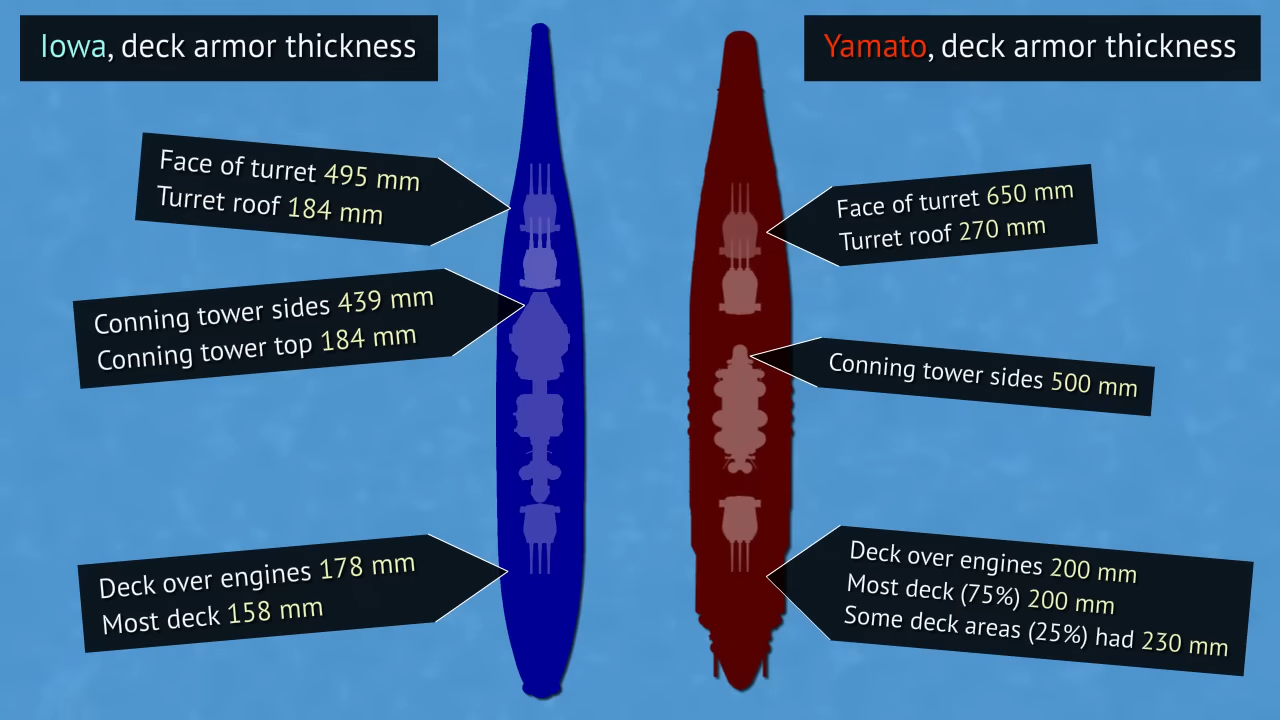 Iowa, deck armor thickness
Face of turret 495 mm
Turret roof 184 mm
Conning tower sides 439 mm
Conning tower top 184 mm
Deck over engines 178 mm
Most deck 158 mm
Yamato, deck armor thickness
Face of turret 650 mm
Turret roof 270 mm
Conning tower sides 500 mm
Deck over engines 200 mm
Most deck (75%) 200 mm
Some deck areas (25%) had 230 mm